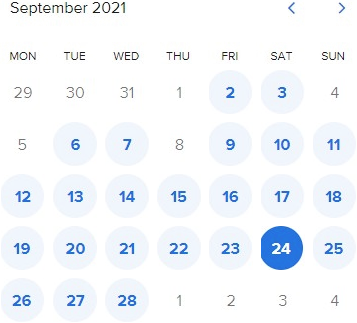 September 2021
MON TUE WED THU FRI SAT SUN
29 30 31 1 2 3 4
5 6 7 8 9 10 11
12 13 14 15 16 17 18
19 20 21 22 23 24 25
26 27 28 1 2 3 4